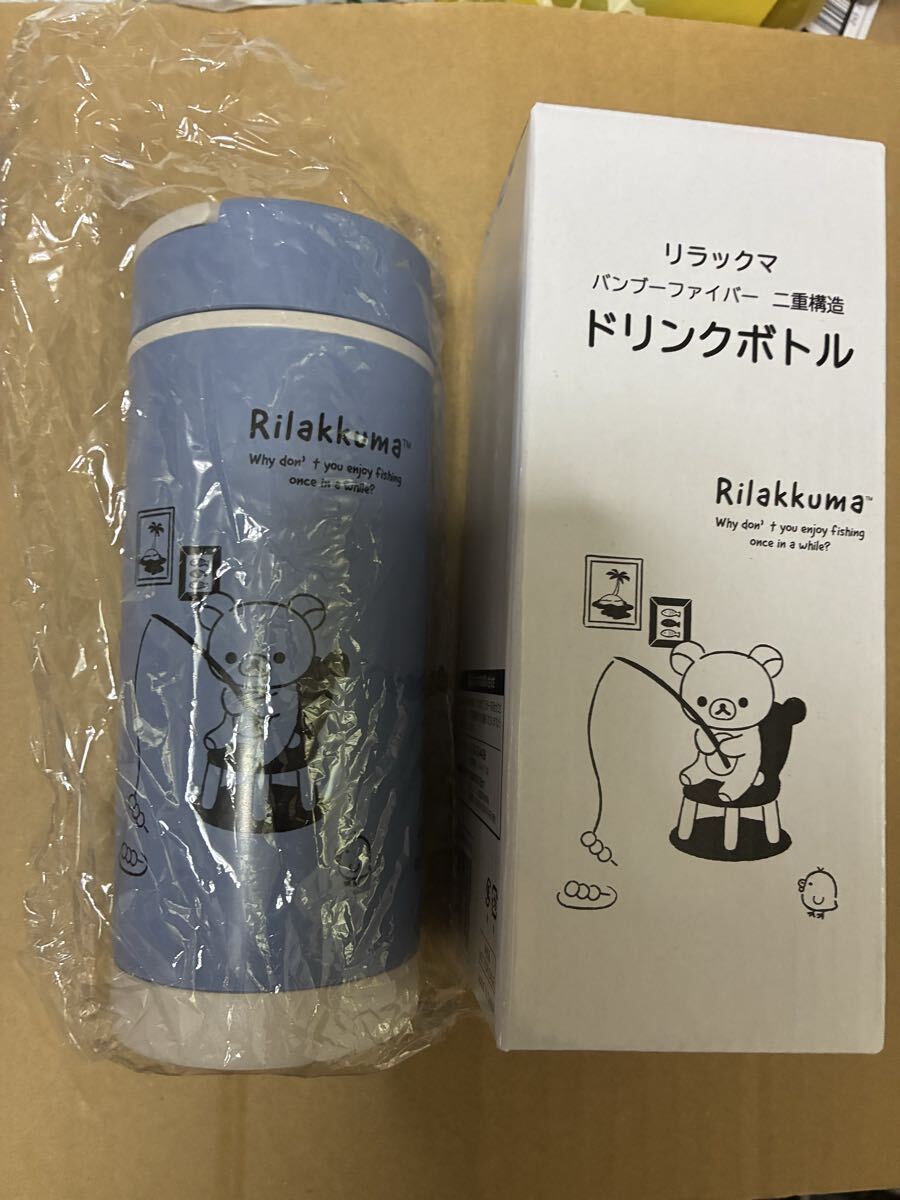 Rilakkuma™
Why don't you enjoy fishing
once in a while?
リラックマ
バンブーファイバー 二重構造
ドリンクボトル
Rilakkuma™
Why don't you enjoy fishing
once in a while?